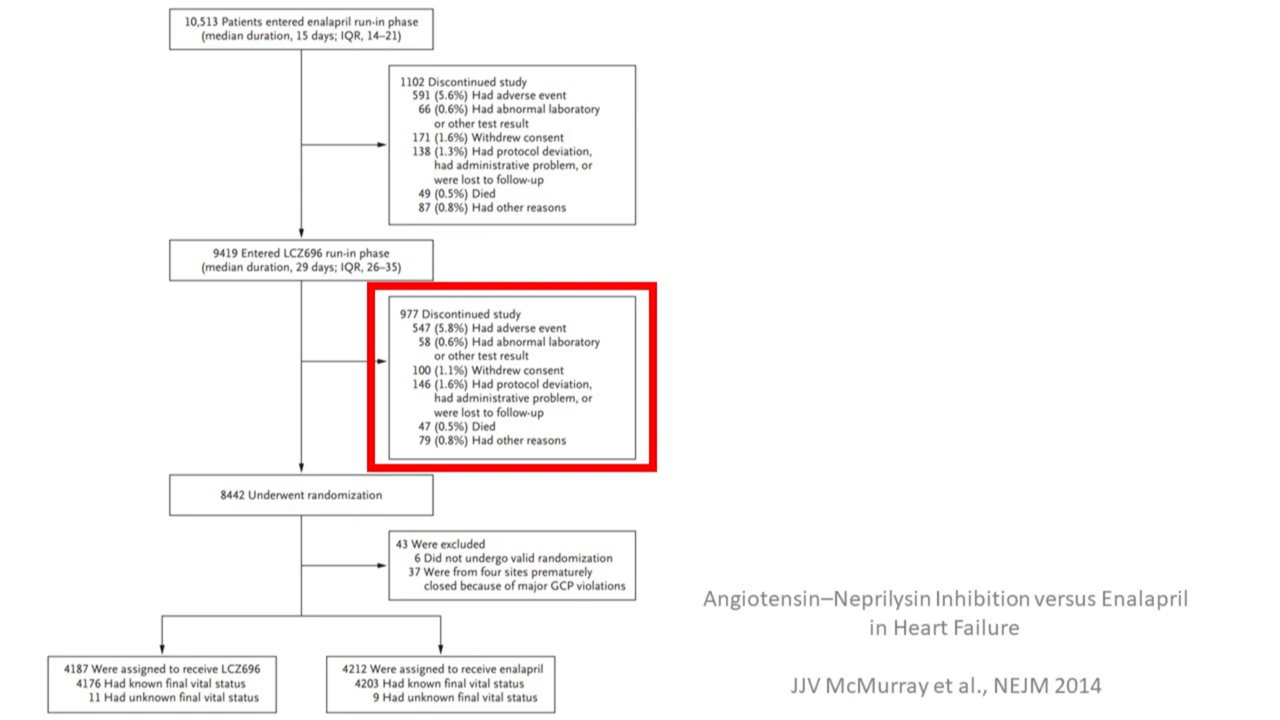 10,513 Patients entered enalapril run-in phase
(median duration, 15 days; IQR, 14–21)
1102 Discontinued study
591 (5.6%) Had adverse event
66 (0.6%) Had abnormal laboratory
or other test result
171 (1.6%) Withdrew consent
138 (1.3%) Had protocol deviation,
had administrative problem, or
were lost to follow-up
49 (0.5%) Died
87 (0.8%) Had other reasons
9419 Entered LCZ696 run-in phase
(median duration, 29 days; IQR, 26–35)
977 Discontinued study
547 (5.8%) Had adverse event
58 (0.6%) Had abnormal laboratory
or other test result
100 (1.1%) Withdrew consent
146 (1.6%) Had protocol deviation,
had administrative problem, or
were lost to follow-up
47 (0.5%) Died
79 (0.8%) Had other reasons
8442 Underwent randomization
43 Were excluded
6 Did not undergo valid randomization
37 Were from four sites prematurely
closed because of major GCP violations
4187 Were assigned to receive LCZ696
4176 Had known final vital status
11 Had unknown final vital status
4212 Were assigned to receive enalapril
4203 Had known final vital status
9 Had unknown final vital status
Angiotensin–Neprilysin Inhibition versus Enalapril
in Heart Failure
JJV McMurray et al., NEJM 2014